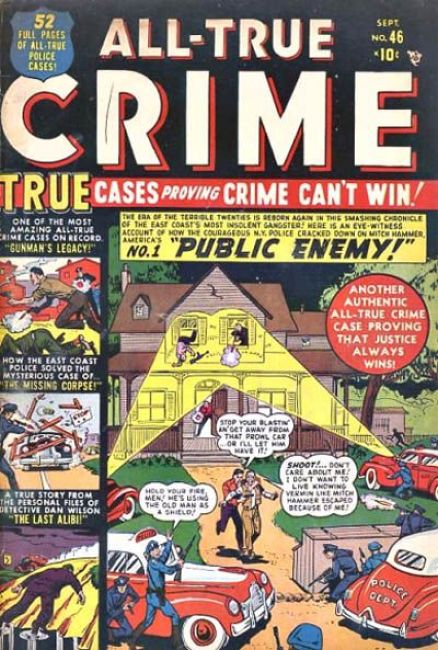 52
FULL PAGES
OF ALL-TRUE
POLICE
CASES!
SEPT.
NO. 46
10¢
ALL-TRUE
CRIME
TRUE CASES PROVING CRIME CAN'T WIN!
ONE OF THE MOST
AMAZING ALL-TRUE
CRIME CASES ON RECORD.
"GUNMAN'S LEGACY!"
THE ERA OF THE TERRIBLE TWENTIES IS REBORN AGAIN IN THIS SMASHING CHRONICLE
OF THE EAST COAST'S MOST INSOLENT GANGSTER! HERE IS AN EYE-WITNESS
ACCOUNT OF HOW THE COURAGEOUS N.Y. POLICE CRACKED DOWN ON MITCH HAMMER,
AMERICA'S
NO. 1 "PUBLIC ENEMY!"
ANOTHER
AUTHENTIC
ALL-TRUE CRIME
CASE PROVING
THAT JUSTICE
ALWAYS
WINS!
HOW THE EAST COAST
POLICE SOLVED THE
MYSTERIOUS CASE OF...
"THE MISSING CORPSE!"
STOP
A TRUE STORY FROM
THE PERSONAL FILES OF
DETECTIVE DAN WILSON
"THE LAST ALIBI!"
STOP YOUR BLASTIN'
AN' GET AWAY FROM
THAT PROWL CAR
OR I'LL LET HIM
HAVE IT!
HOLD YOUR FIRE,
MEN! HE'S USING
THE OLD MAN AS
A SHIELD!
SHOOT!... DON'T
CARE ABOUT ME!
I DON'T WANT TO
LIVE KNOWING
VERMIN LIKE MITCH
HAMMER ESCAPED
BECAUSE OF ME!
POLICE
DEPT.